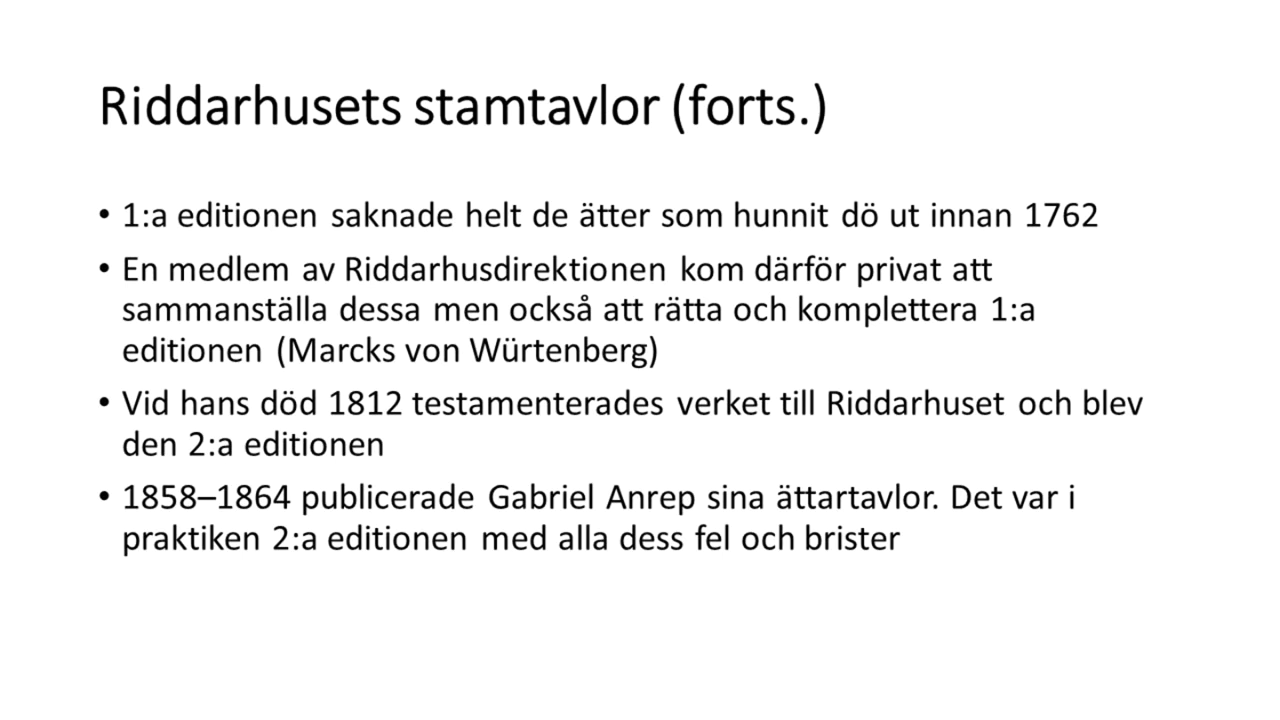 Riddarhusets stamtavlor (forts.)
• 1:a editionen saknade helt de ätter som hunnit dö ut innan 1762
• En medlem av Riddarhusdirektionen kom därför privat att
sammanställa dessa men också att rätta och komplettera 1:a
editionen (Marcks von Würtenberg)
• Vid hans död 1812 testamenterades verket till Riddarhuset och blev
den 2:a editionen
• 1858–1864 publicerade Gabriel Anrep sina ättartavlor. Det var i
praktiken 2:a editionen med alla dess fel och brister